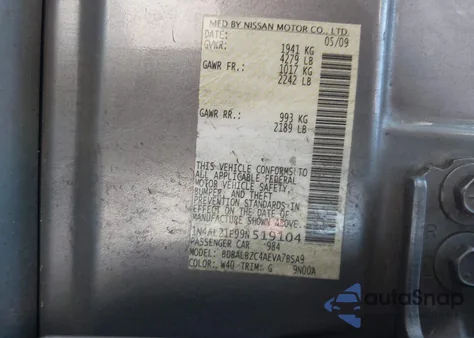 MFD BY NISSAN MOTOR CO., LTD.
DATE: 05/09
GVWR: 1941 KG
4279 LB
GAWR FR.: 1017 KG
2242 LB
GAWR RR.: 993 KG
2189 LB
THIS VEHICLE CONFORMS TO
ALL APPLICABLE FEDERAL
MOTOR VEHICLE SAFETY,
BUMPER, AND THEFT
PREVENTION STANDARDS IN
EFFECT ON THE DATE OF
MANUFACTURE SHOWN ABOVE.
1N4AL21E99N519104
PASSENGER CAR 984
MODEL: BDBALBZC4AEVA7BSA9
COLOR: W40 TRIM: G 9N00A
autoSnap